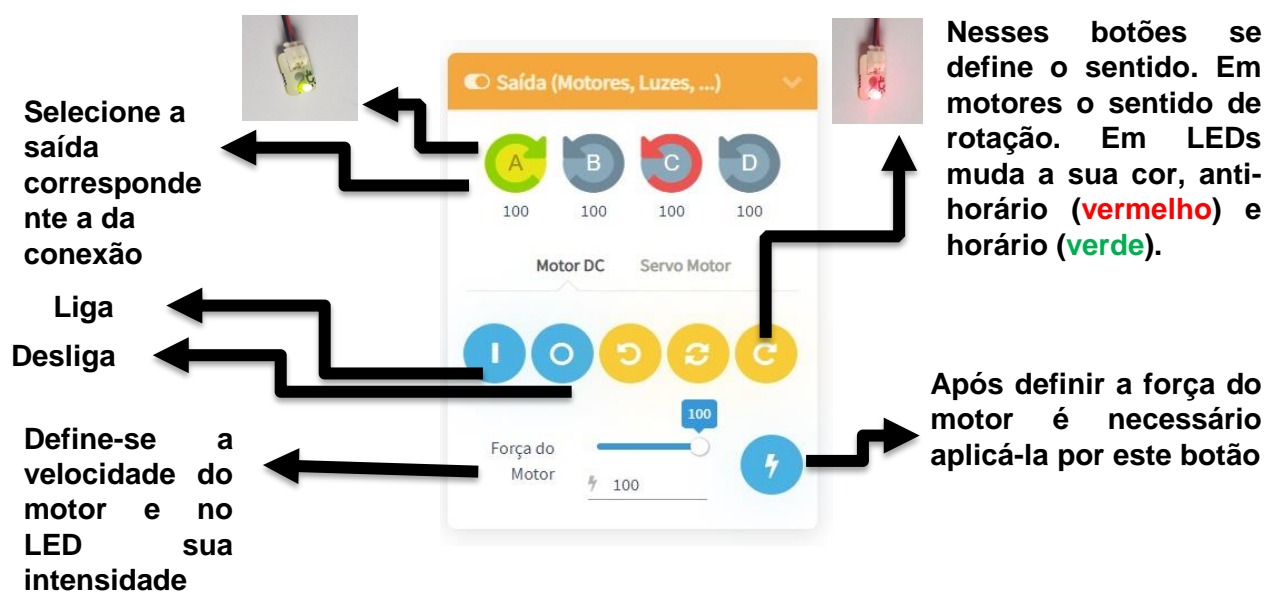 Selecione a
saída
corresponde
nte a da
conexão
Liga
Desliga
Define-se a
velocidade do
motor e no
LED sua
intensidade
Saída (Motores, Luzes, ...)
A B C D
100 100 100 100
Motor DC Servo Motor
100
Força do
Motor
100
Nesses botões se
define o sentido. Em
motores o sentido de
rotação. Em LEDs
muda a sua cor, anti-
horário (vermelho) e
horário (verde).
Após definir a força do
motor é necessário
aplicá-la por este botão